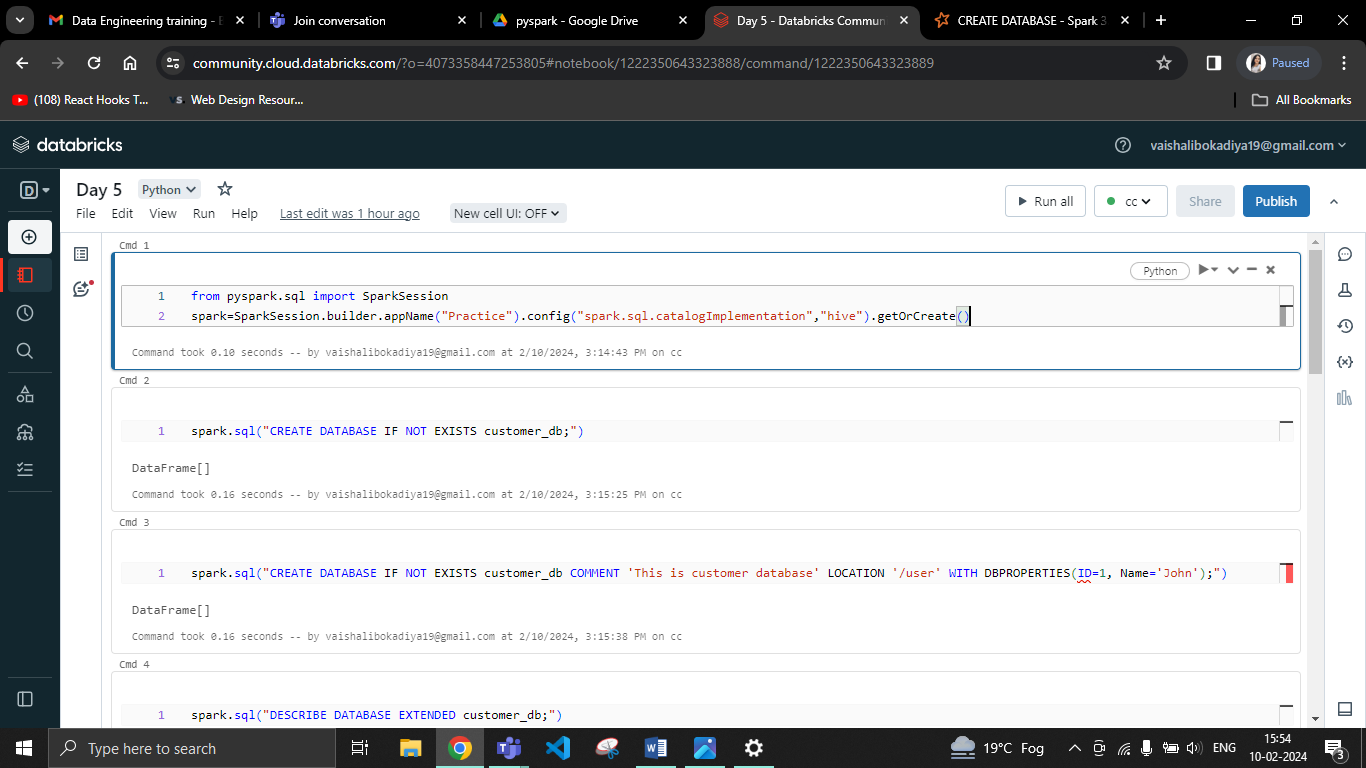 Data Engineering training - E
Join conversation
pyspark - Google Drive
Day 5 - Databricks Commun
CREATE DATABASE - Spark 3
community.cloud.databricks.com/?o=4073358447253805#notebook/1222350643323888/command/1222350643323889
Paused
(108) React Hooks T...
vs
Web Design Resour...
All Bookmarks
databricks
vaishalibokadiya19@gmail.com
D
Day 5
Python
File Edit View Run Help Last edit was 1 hour ago New cell UI: OFF
Run all
cc
Share
Publish
Cmd 1
Python
1 from pyspark.sql import SparkSession
2 spark=SparkSession.builder.appName("Practice").config("spark.sql.catalogImplementation","hive").getOrCreate()
Command took 0.10 seconds -- by vaishalibokadiya19@gmail.com at 2/10/2024, 3:14:43 PM on cc
Cmd 2
1 spark.sql("CREATE DATABASE IF NOT EXISTS customer_db;")
DataFrame[]
Command took 0.16 seconds -- by vaishalibokadiya19@gmail.com at 2/10/2024, 3:15:25 PM on cc
Cmd 3
1 spark.sql("CREATE DATABASE IF NOT EXISTS customer_db COMMENT 'This is customer database' LOCATION '/user' WITH DBPROPERTIES(ID=1, Name='John');")
DataFrame[]
Command took 0.16 seconds -- by vaishalibokadiya19@gmail.com at 2/10/2024, 3:15:38 PM on cc
Cmd 4
1 spark.sql("DESCRIBE DATABASE EXTENDED customer_db;")
Type here to search
19°C Fog
ENG
15:54
10-02-2024
3